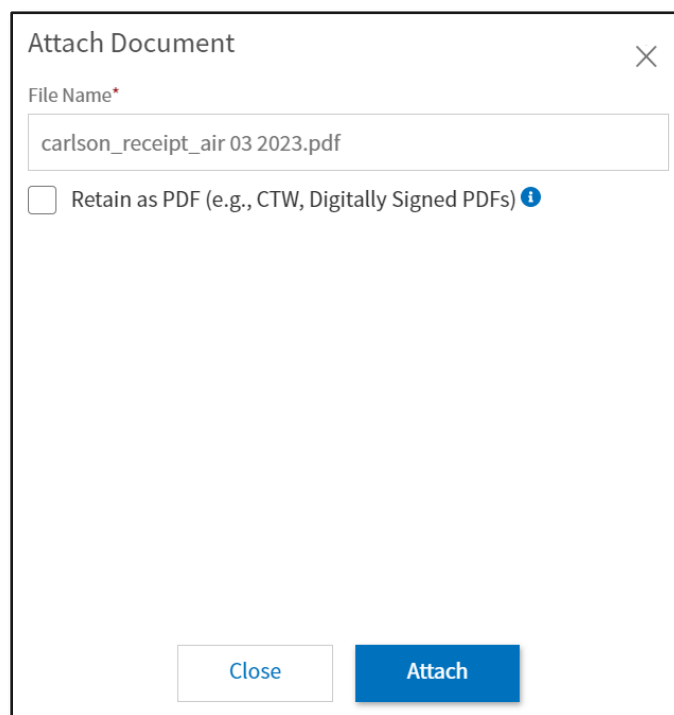 Attach Document
File Name*
carlson_receipt_air 03 2023.pdf
Retain as PDF (e.g., CTW, Digitally Signed PDFs)
Close Attach